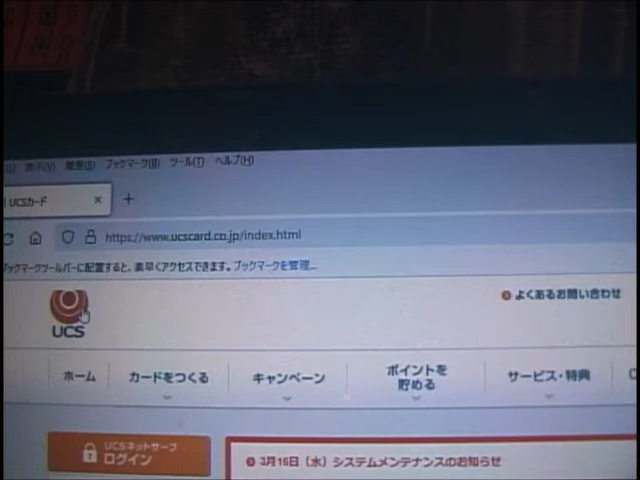 表示(V) 履歴(S) ブックマーク(B) ツール(T) ヘルプ(H)
UCSカード × +
https://www.ucscard.co.jp/index.html
ブックマークツールバーに配置すると、素早くアクセスできます。ブックマークを管理...
よくあるお問い合わせ
UCS
ホーム カードをつくる キャンペーン ポイントを貯める サービス・特典
UCSネットサーブ
ログイン
3月16日（水）システムメンテナンスのお知らせ